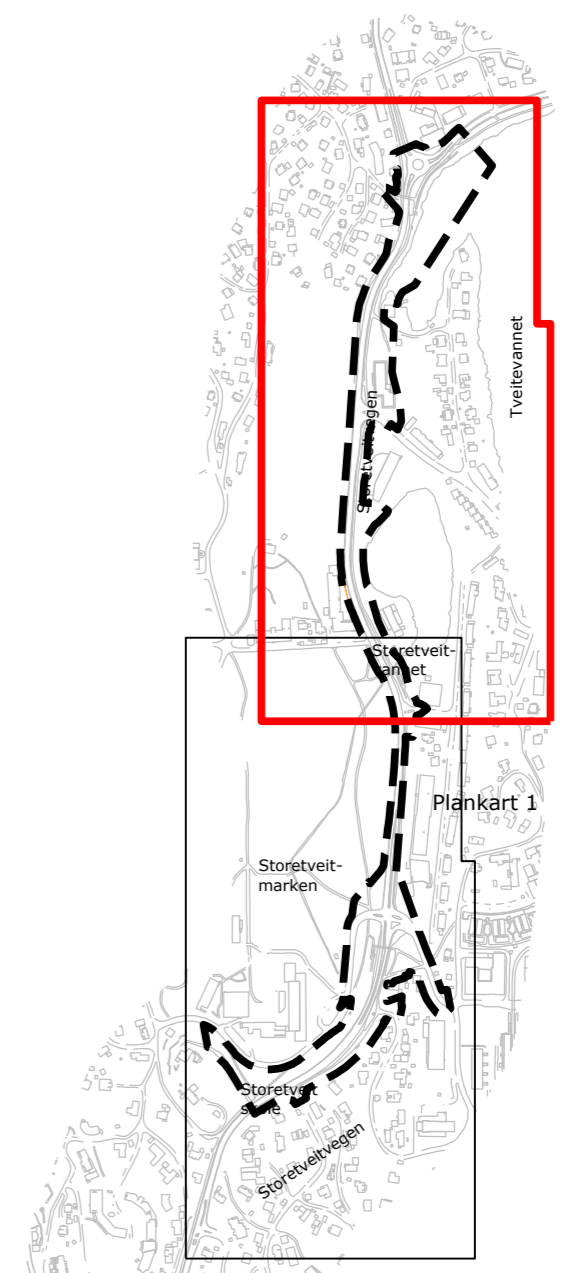 Tveitevannet
Storetveitvegen
Storetveit-
vannet
Plankart 1
Storetveit-
marken
Storetveit
skole
Storetveitvegen